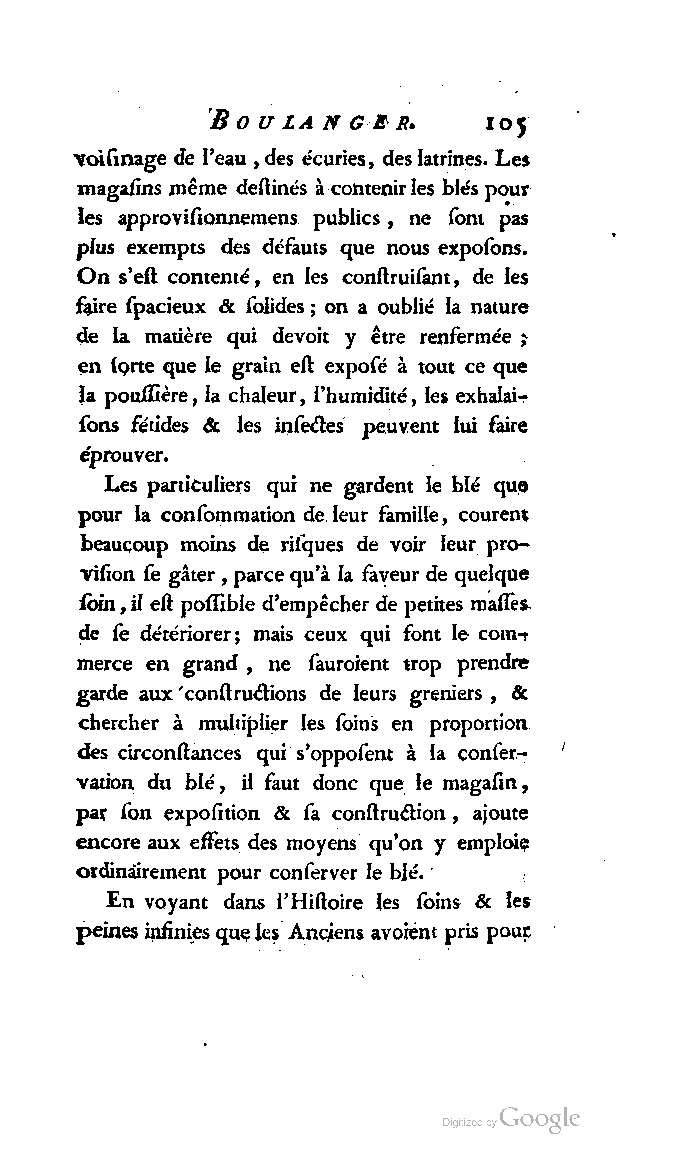 BOULANGER. 105
voiſinage de l'eau, des écuries, des latrines. Les
magaſins même deſtinés à contenir les blés pour
les approviſionnemens publics, ne ſont pas
plus exempts des défauts que nous expoſons.
On s'eſt contenté, en les conſtruiſant, de les
faire ſpacieux & ſolides; on a oublié la nature
de la matière qui devoit y être renfermée;
en ſorte que le grain eſt expoſé à tout ce que
la pouſſière, la chaleur, l'humidité, les exhalai-
ſons fétides & les inſectes peuvent lui faire
éprouver.
Les particuliers qui ne gardent le blé que
pour la conſommation de leur famille, courent
beaucoup moins de riſques de voir leur pro-
viſion ſe gâter, parce qu'à la faveur de quelque
ſoin, il eſt poſſible d'empêcher de petites maſſes
de ſe détériorer; mais ceux qui font le com-
merce en grand, ne ſauroient trop prendre
garde aux conſtructions de leurs greniers, &
chercher à multiplier les ſoins en proportion
des circonſtances qui s'oppoſent à la conſer-
vation du blé, il faut donc que le magaſin,
par ſon expoſition & ſa conſtruction, ajoute
encore aux effets des moyens qu'on y emploie
ordinairement pour conſerver le blé.
En voyant dans l'Hiſtoire les ſoins & les
peines infinies que les Anciens avoient pris pour
Digitized by Google